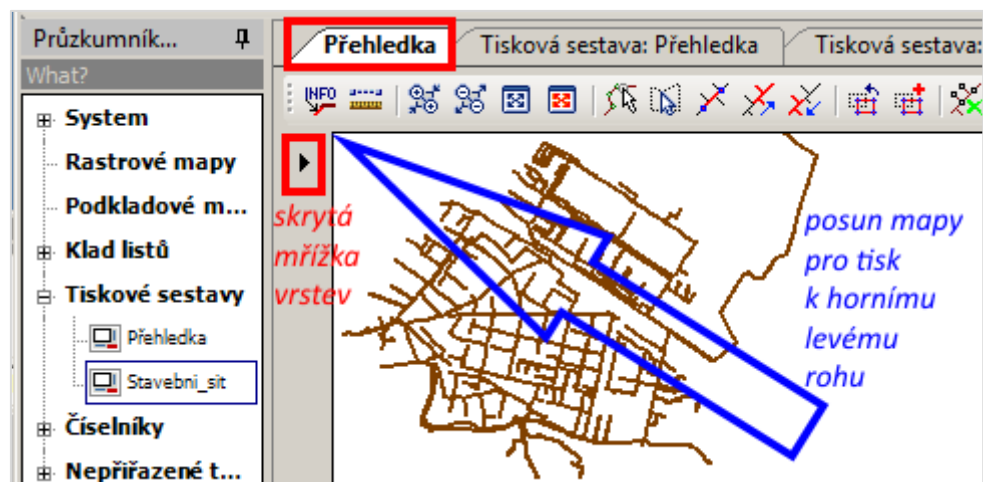 Průzkumník...
What?
System
Rastrové mapy
Podkladové m...
Klad listů
Tiskové sestavy
Přehledka
Stavebni_sit
Číselníky
Nepřiřazené t...
Přehledka
Tisková sestava: Přehledka
Tisková sestava:
INFO
skrytá
mřížka
vrstev
posun mapy
pro tisk
k hornímu
levému
rohu